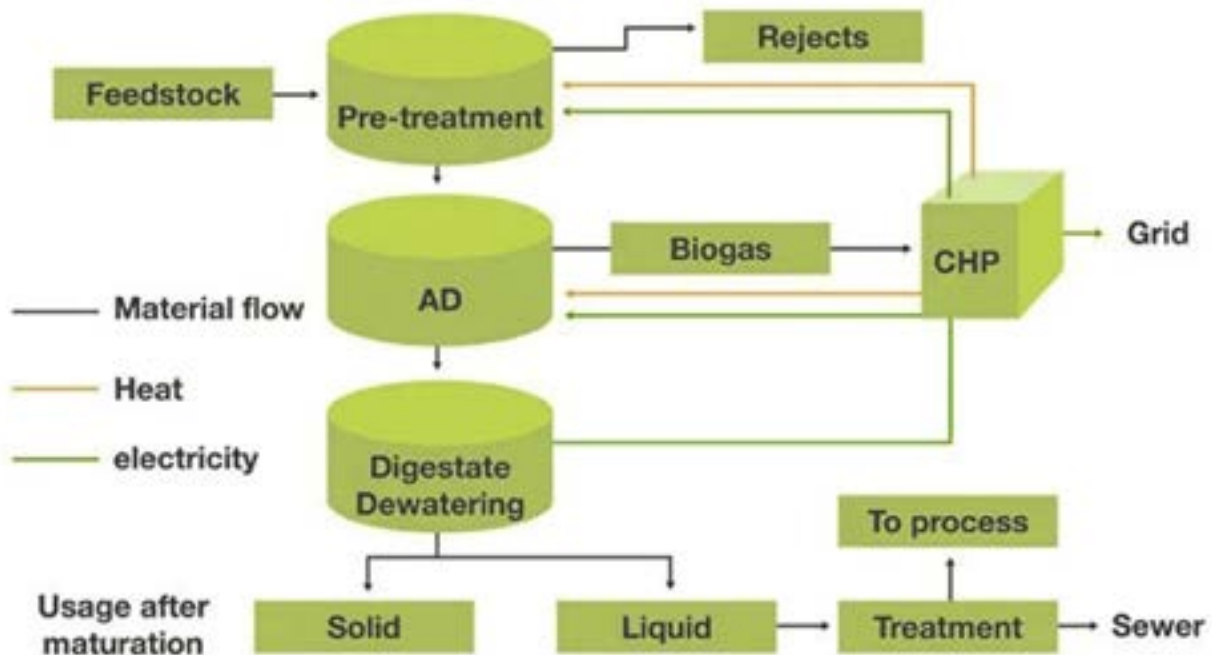 Rejects
Feedstock
Pre-treatment
Biogas
CHP
Grid
AD
Material flow
Heat
electricity
Digestate
Dewatering
To process
Usage after
maturation
Solid
Liquid
Treatment
Sewer